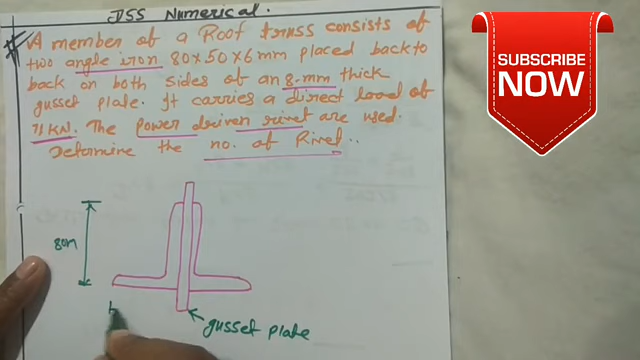 DSS Numerical.
A member of a Roof truss consists of
two angle iron 80×50×6 mm placed back to
back on both sides of an 8 mm thick
gusset plate. It carries a direct load of
71 kN. The power driven rivet are used.
Determine the no. of Rivet..
80m
gusset plate
SUBSCRIBE
NOW